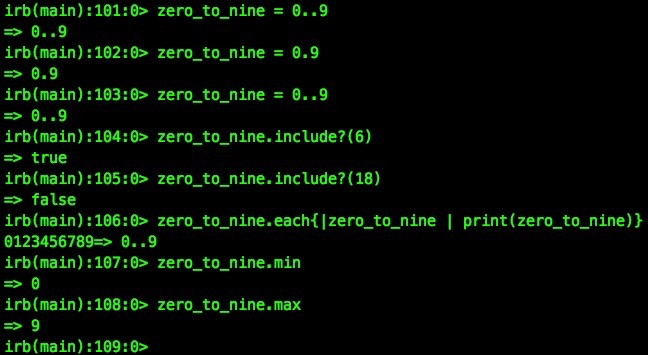 irb(main):101:0> zero_to_nine = 0..9
=> 0..9
irb(main):102:0> zero_to_nine = 0.9
=> 0.9
irb(main):103:0> zero_to_nine = 0..9
=> 0..9
irb(main):104:0> zero_to_nine.include?(6)
=> true
irb(main):105:0> zero_to_nine.include?(18)
=> false
irb(main):106:0> zero_to_nine.each{|zero_to_nine | print(zero_to_nine)}
0123456789=> 0..9
irb(main):107:0> zero_to_nine.min
=> 0
irb(main):108:0> zero_to_nine.max
=> 9
irb(main):109:0>